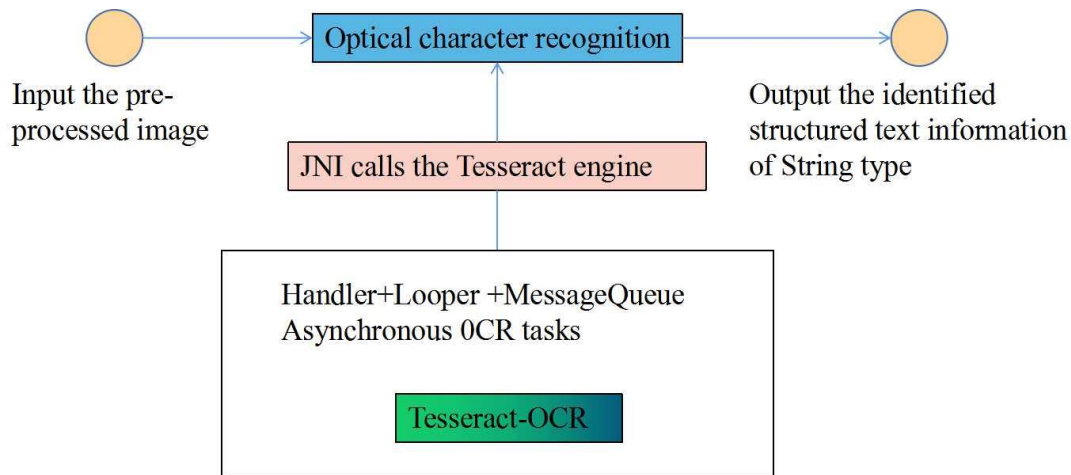 Optical character recognition
Input the pre-
processed image
Output the identified
structured text information
of String type
JNI calls the Tesseract engine
Handler+Looper +MessageQueue
Asynchronous 0CR tasks
Tesseract-OCR